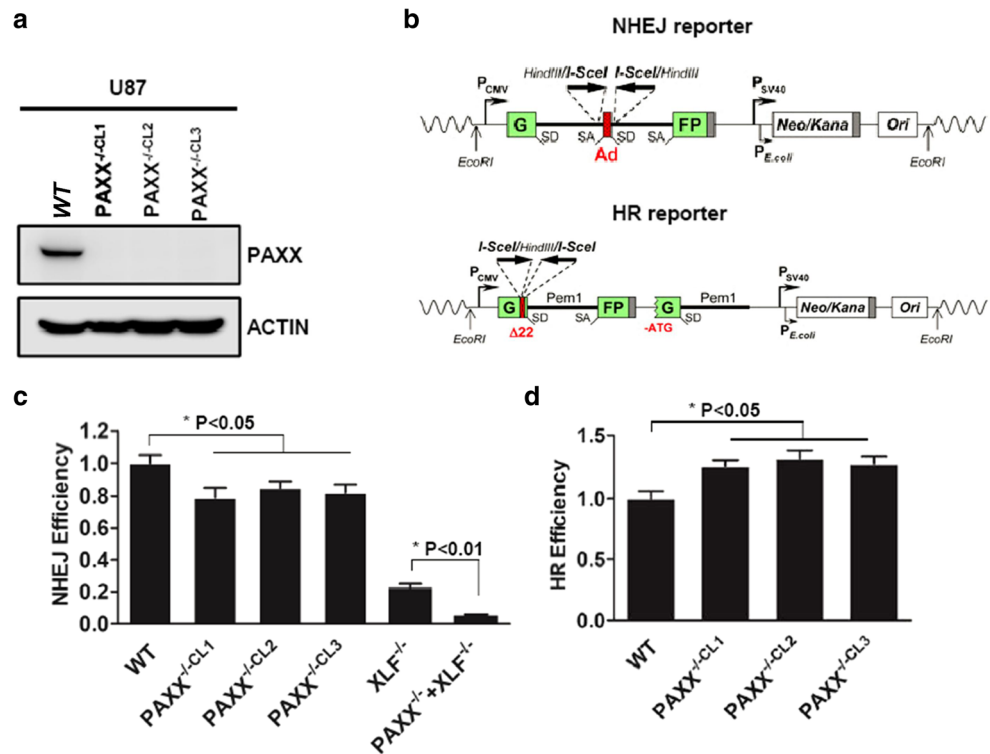 a
U87
WT
PAXX-/-CL1
PAXX-/-CL2
PAXX-/-CL3
PAXX
ACTIN
b
NHEJ reporter
HindIII/I-SceI I-SceI/HindIII
PCMV
PSV40
G
SD
SA
SD
SA
FP
Neo/Kana
Ori
Ad
EcoRI
PE.coli
EcoRI
HR reporter
I-SceI/HindIII/I-SceI
PCMV
PSV40
G
Pem1
FP
G
Pem1
Neo/Kana
Ori
SD
SA
SD
Δ22
-ATG
EcoRI
PE.coli
EcoRI
c
* P<0.05
* P<0.01
NHEJ Efficiency
1.2
1.0
0.8
0.6
0.4
0.2
0.0
WT
PAXX-/-CL1
PAXX-/-CL2
PAXX-/-CL3
XLF-/-
PAXX-/-+XLF-/-
d
* P<0.05
HR Efficiency
1.5
1.0
0.5
0.0
WT
PAXX-/-CL1
PAXX-/-CL2
PAXX-/-CL3